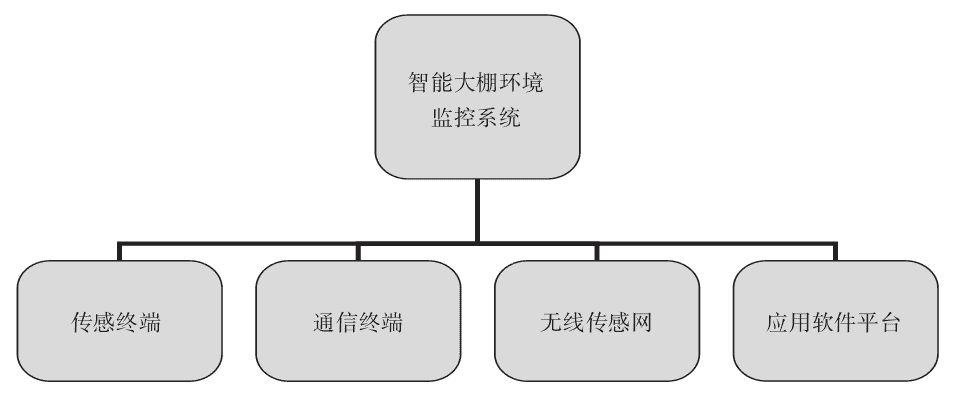 智能大棚环境
监控系统
传感终端
通信终端
无线传感网
应用软件平台